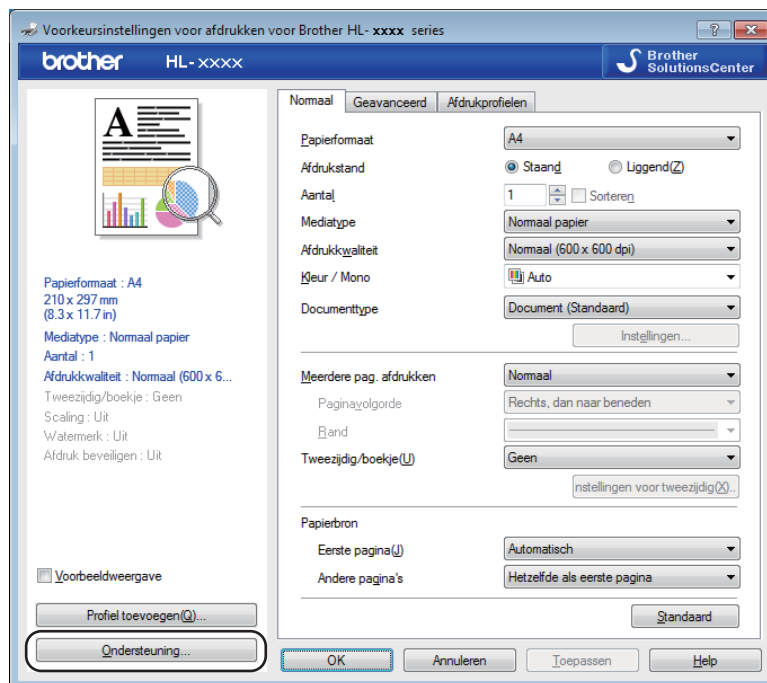 Voorkeursinstellingen voor afdrukken voor Brother HL- xxxx series
brother HL-xxxx
Brother
SolutionsCenter
Normaal Geavanceerd Afdrukprofielen
A
Papierformaat A4
Afdrukstand Staand Liggend(Z)
Aantal 1 Sorteren
Mediatype Normaal papier
Afdrukkwaliteit Normaal (600 x 600 dpi)
Kleur / Mono Auto
Documenttype Document (Standaard)
Instellingen...
Meerdere pag. afdrukken Normaal
Paginavolgorde Rechts, dan naar beneden
Rand
Tweezijdig/boekje(U) Geen
nstellingen voor tweezijdig(X)..
Papierbron
Eerste pagina(J) Automatisch
Andere pagina's Hetzelfde als eerste pagina
Standaard
Papierformaat : A4
210 x 297 mm
(8.3 x 11.7 in)
Mediatype : Normaal papier
Aantal : 1
Afdrukkwaliteit : Normaal (600 x 6...
Tweezijdig/boekje : Geen
Scaling : Uit
Watermerk : Uit
Afdruk beveiligen : Uit
Voorbeeldweergave
Profiel toevoegen(Q)...
Ondersteuning...
OK Annuleren Toepassen Help